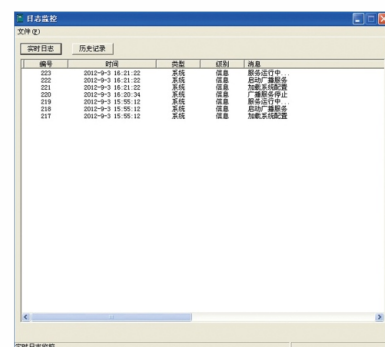 日志监控
文件(F)
实时日志 历史记录
编号 时间 类型 级别 消息
223 2012-9-3 16:21:22 系统 信息 服务运行中...
222 2012-9-3 16:21:22 系统 信息 启动广播服务
221 2012-9-3 16:21:22 系统 信息 加载系统配置
220 2012-9-3 16:20:34 系统 信息 广播服务停止
219 2012-9-3 15:55:12 系统 信息 服务运行中...
218 2012-9-3 15:55:12 系统 信息 启动广播服务
217 2012-9-3 15:55:12 系统 信息 加载系统配置
实时日志监控